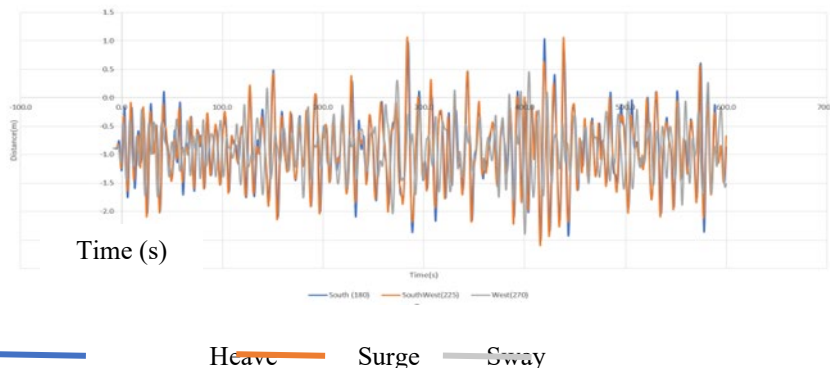 1.5
1.0
0.5
0.0
-100.0 0.0 100.0 200.0 300.0 400.0 500.0 600.0 700
-0.5
-1.0
-1.5
-2.0
Distance(m)
Time (s)
Time(s)
South (180) SouthWest(225) West(270)
Heave Surge Sway